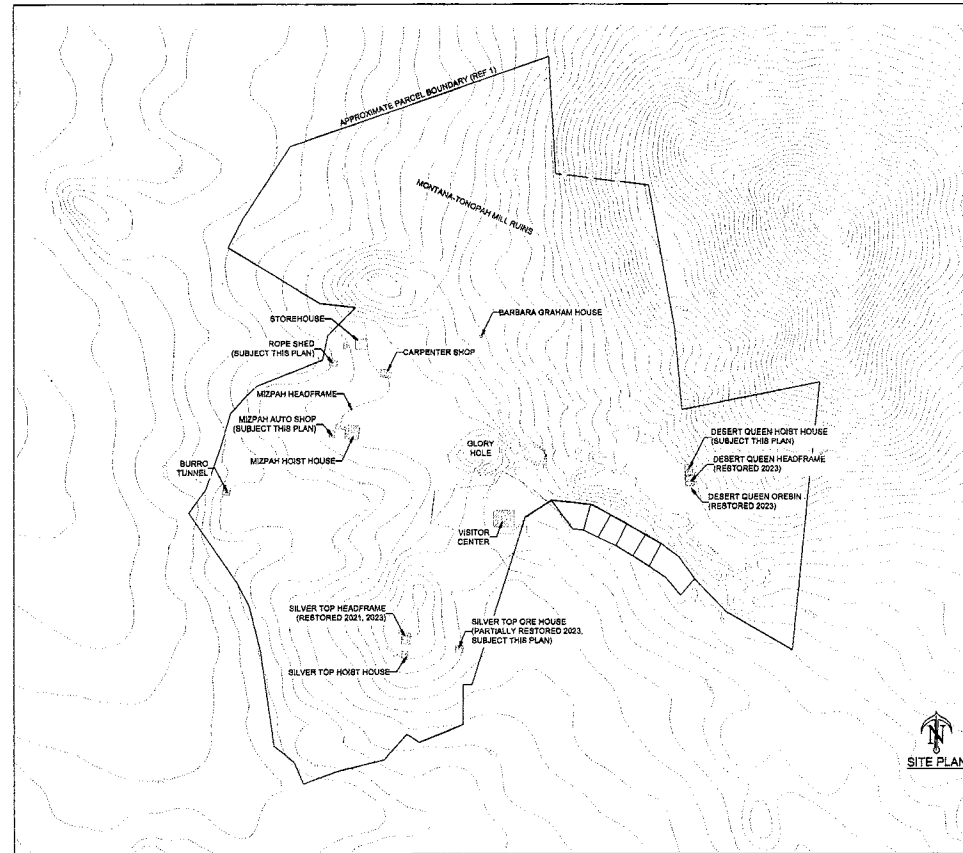 APPROXIMATE PARCEL BOUNDARY (REF 1)
MONTANA-TONOPAH MILL RUINS
BARBARA GRAHAM HOUSE
STOREHOUSE
ROPE SHED
(SUBJECT THIS PLAN)
CARPENTER SHOP
MIZPAH HEADFRAME
MIZPAH AUTO SHOP
(SUBJECT THIS PLAN)
MIZPAH HOIST HOUSE
BURRO
TUNNEL
GLORY
HOLE
DESERT QUEEN HOIST HOUSE
(SUBJECT THIS PLAN)
DESERT QUEEN HEADFRAME
(RESTORED 2023)
DESERT QUEEN OREBIN
(RESTORED 2023)
VISITOR
CENTER
SILVER TOP HEADFRAME
(RESTORED 2021, 2023)
SILVER TOP HOIST HOUSE
SILVER TOP ORE HOUSE
(PARTIALLY RESTORED 2023,
SUBJECT THIS PLAN)
N
SITE PLAN